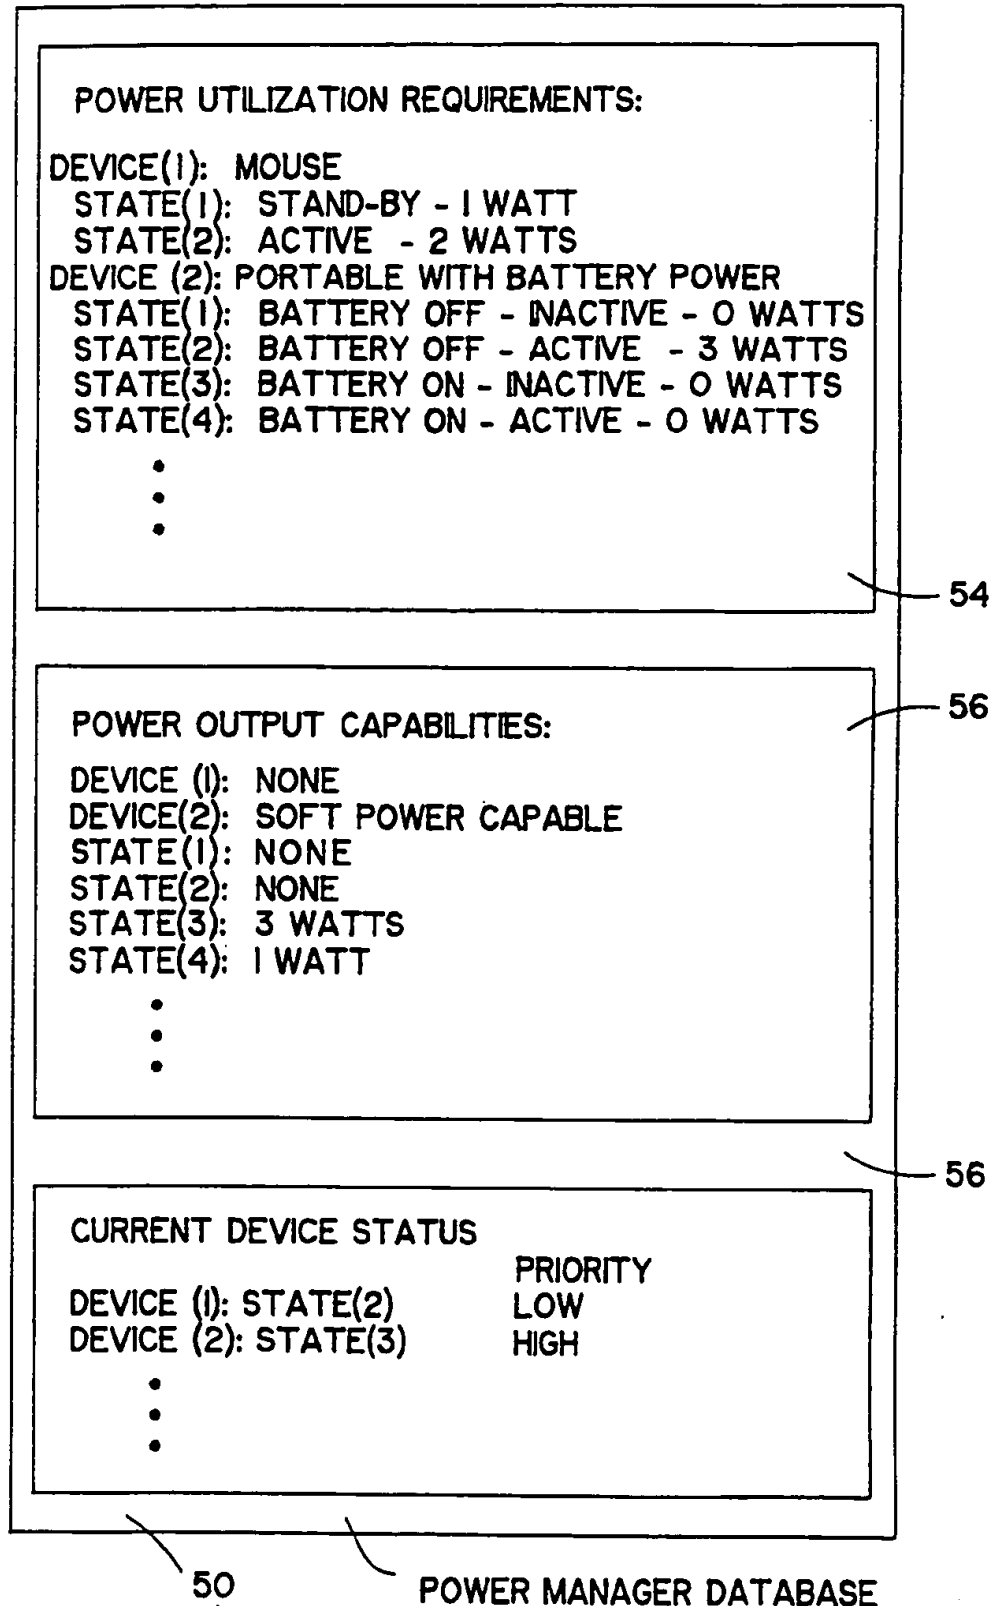 POWER UTILIZATION REQUIREMENTS:
DEVICE(1): MOUSE
STATE(1): STAND-BY - 1 WATT
STATE(2): ACTIVE - 2 WATTS
DEVICE (2): PORTABLE WITH BATTERY POWER
STATE(1): BATTERY OFF - INACTIVE - 0 WATTS
STATE(2): BATTERY OFF - ACTIVE - 3 WATTS
STATE(3): BATTERY ON - INACTIVE - 0 WATTS
STATE(4): BATTERY ON - ACTIVE - 0 WATTS
54
56
POWER OUTPUT CAPABILITIES:
DEVICE (1): NONE
DEVICE(2): SOFT POWER CAPABLE
STATE(1): NONE
STATE(2): NONE
STATE(3): 3 WATTS
STATE(4): 1 WATT
56
CURRENT DEVICE STATUS
PRIORITY
DEVICE (1): STATE(2) LOW
DEVICE (2): STATE(3) HIGH
50
POWER MANAGER DATABASE